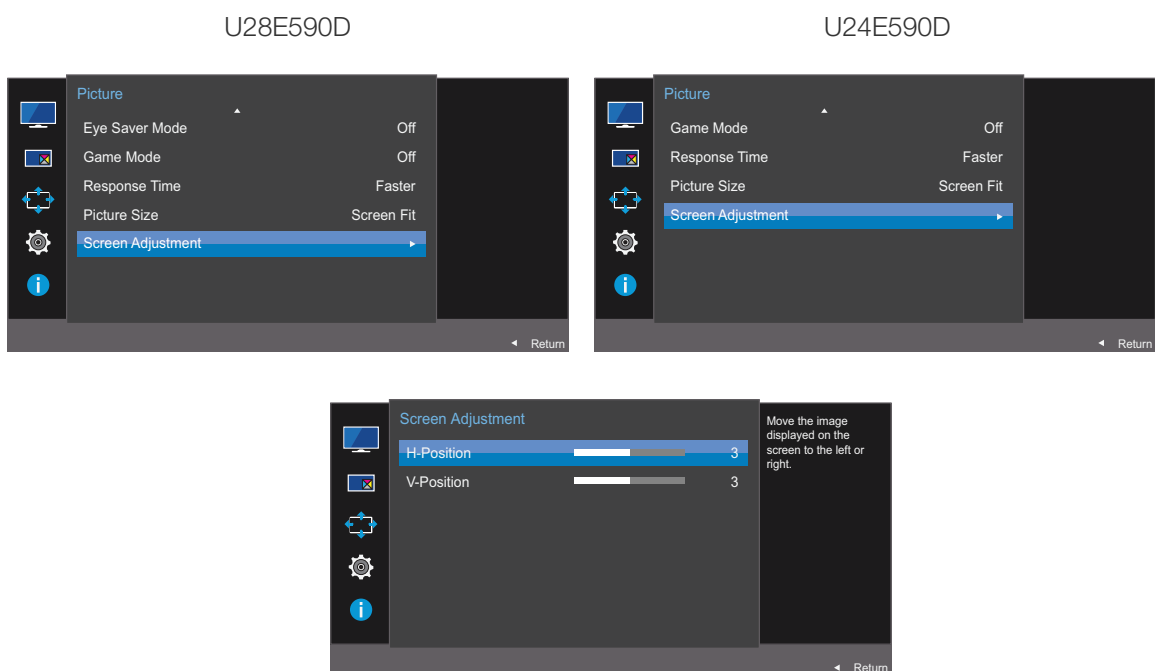 U28E590D
U24E590D
Picture
Eye Saver Mode Off
Game Mode Off
Response Time Faster
Picture Size Screen Fit
Screen Adjustment
Return
Picture
Game Mode Off
Response Time Faster
Picture Size Screen Fit
Screen Adjustment
Return
Screen Adjustment
H-Position 3
V-Position 3
Move the image
displayed on the
screen to the left or
right.
Return